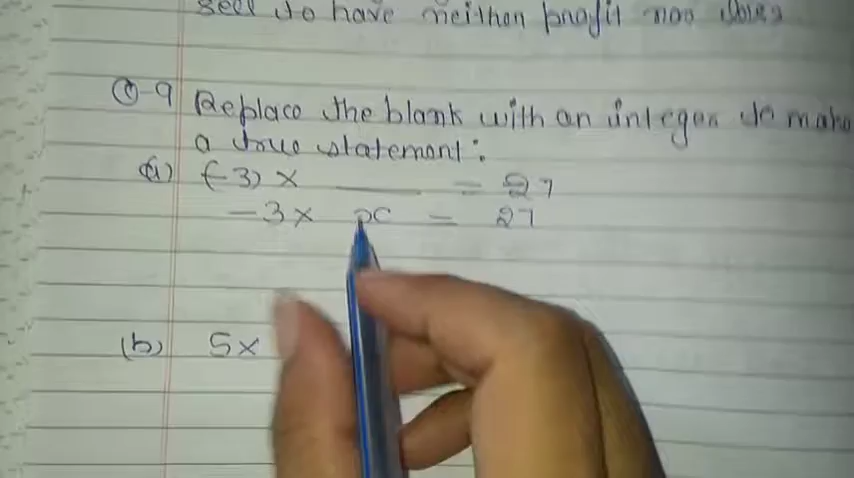 sell to have neither profit nor loss
Q-9 Replace the blank with an integer to make
a true statement:
(a) (-3) × ____ = 27
-3 × x = 27
(b) 5×